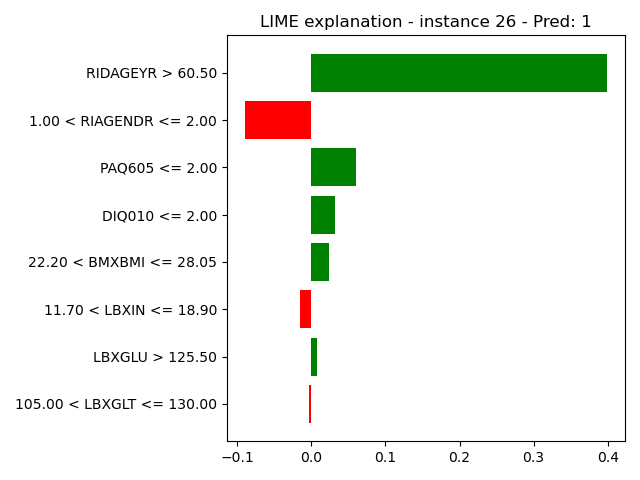 LIME explanation - instance 26 - Pred: 1
RIDAGEYR > 60.50
1.00 < RIAGENDR <= 2.00
PAQ605 <= 2.00
DIQ010 <= 2.00
22.20 < BMXBMI <= 28.05
11.70 < LBXIN <= 18.90
LBXGLU > 125.50
105.00 < LBXGLT <= 130.00
−0.1 0.0 0.1 0.2 0.3 0.4